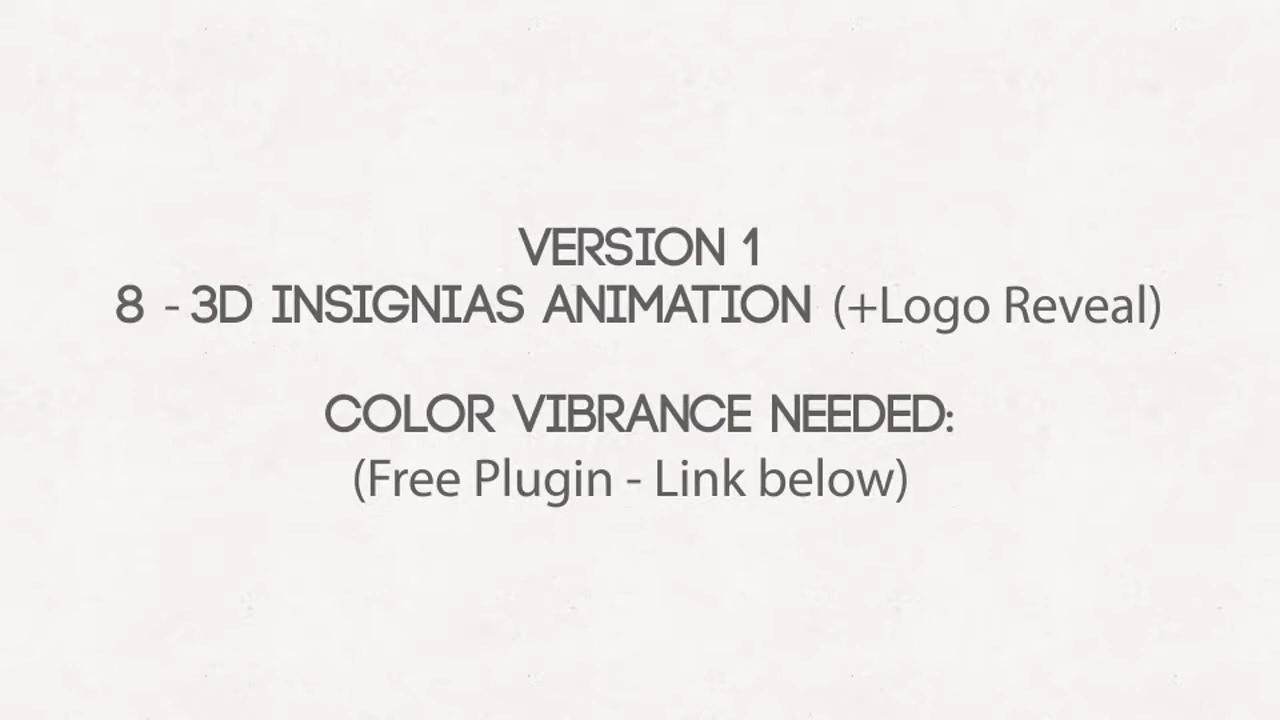 VERSION 1
8 - 3D INSIGNIAS ANIMATION (+Logo Reveal)
COLOR VIBRANCE NEEDED:
(Free Plugin - Link below)